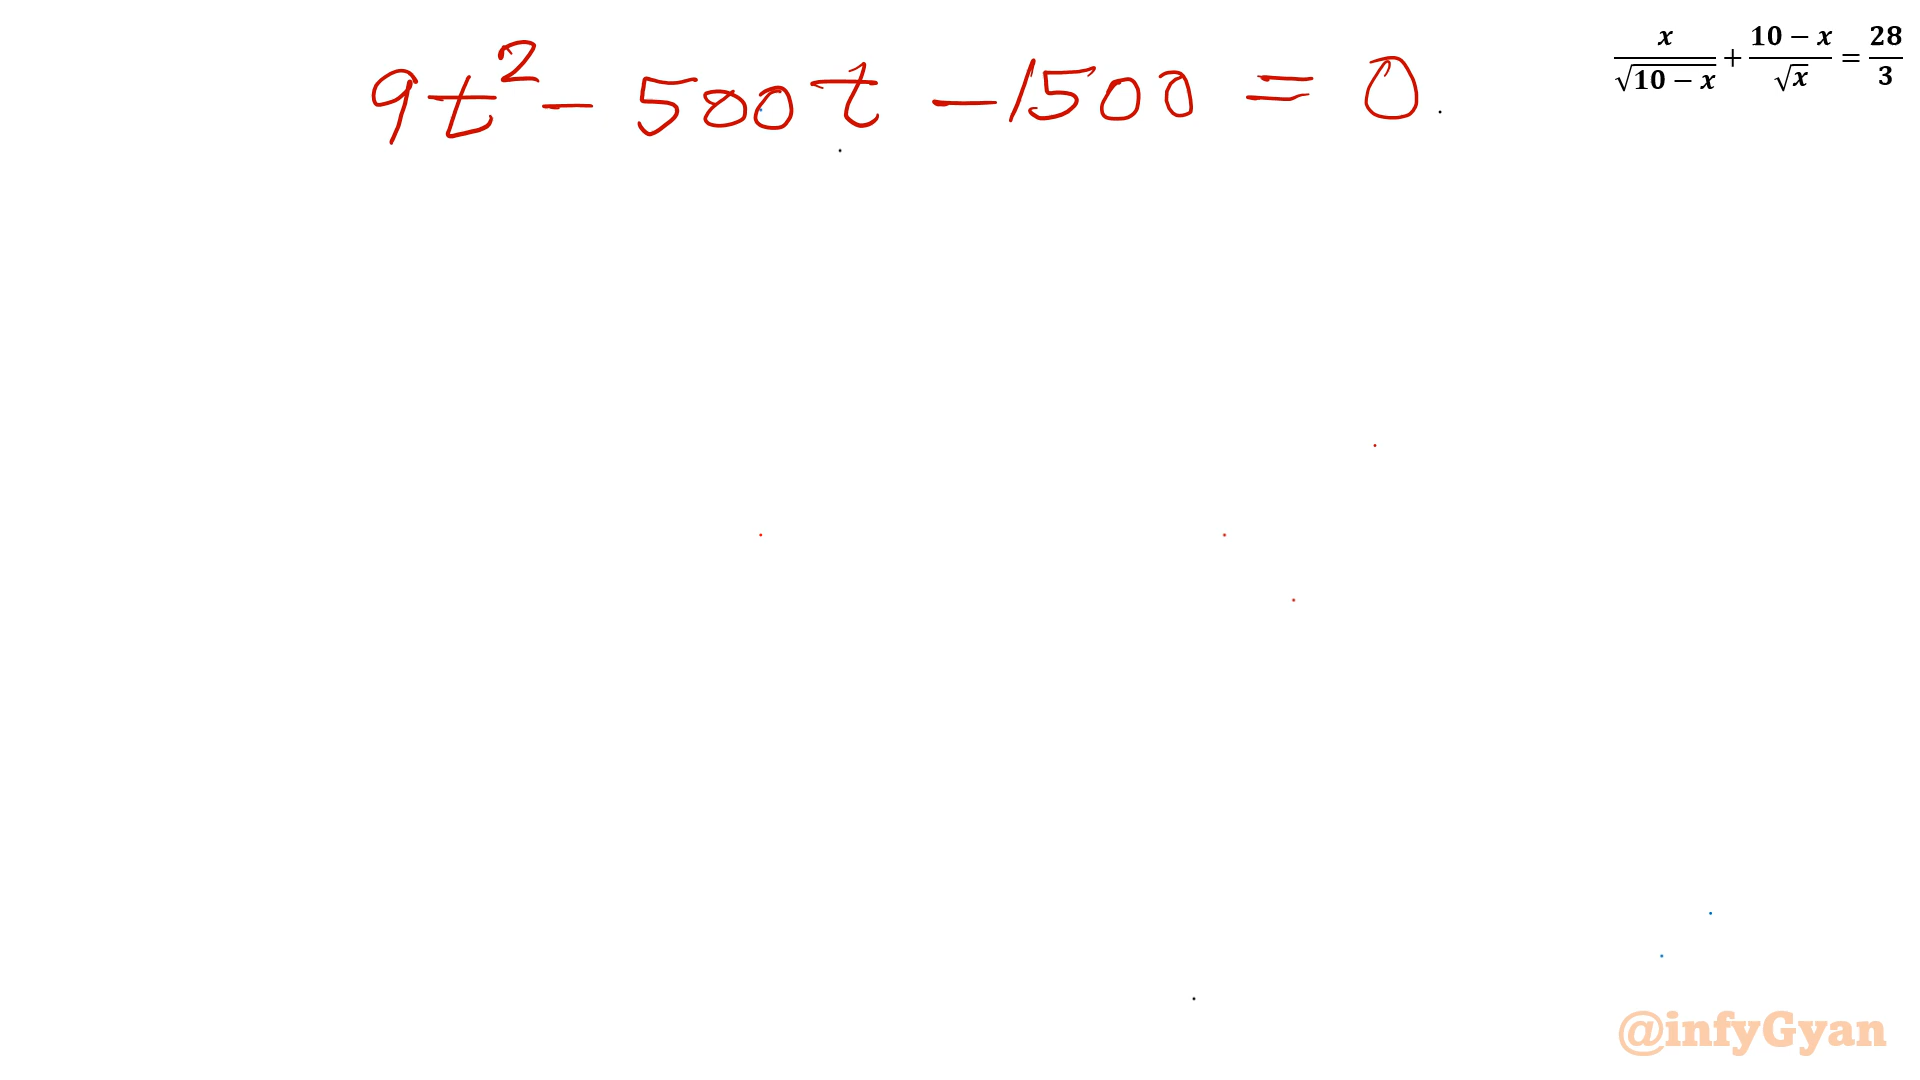 9t² - 500t - 1500 = 0
x/√(10 − x) + (10 − x)/√x = 28/3
@infyGyan